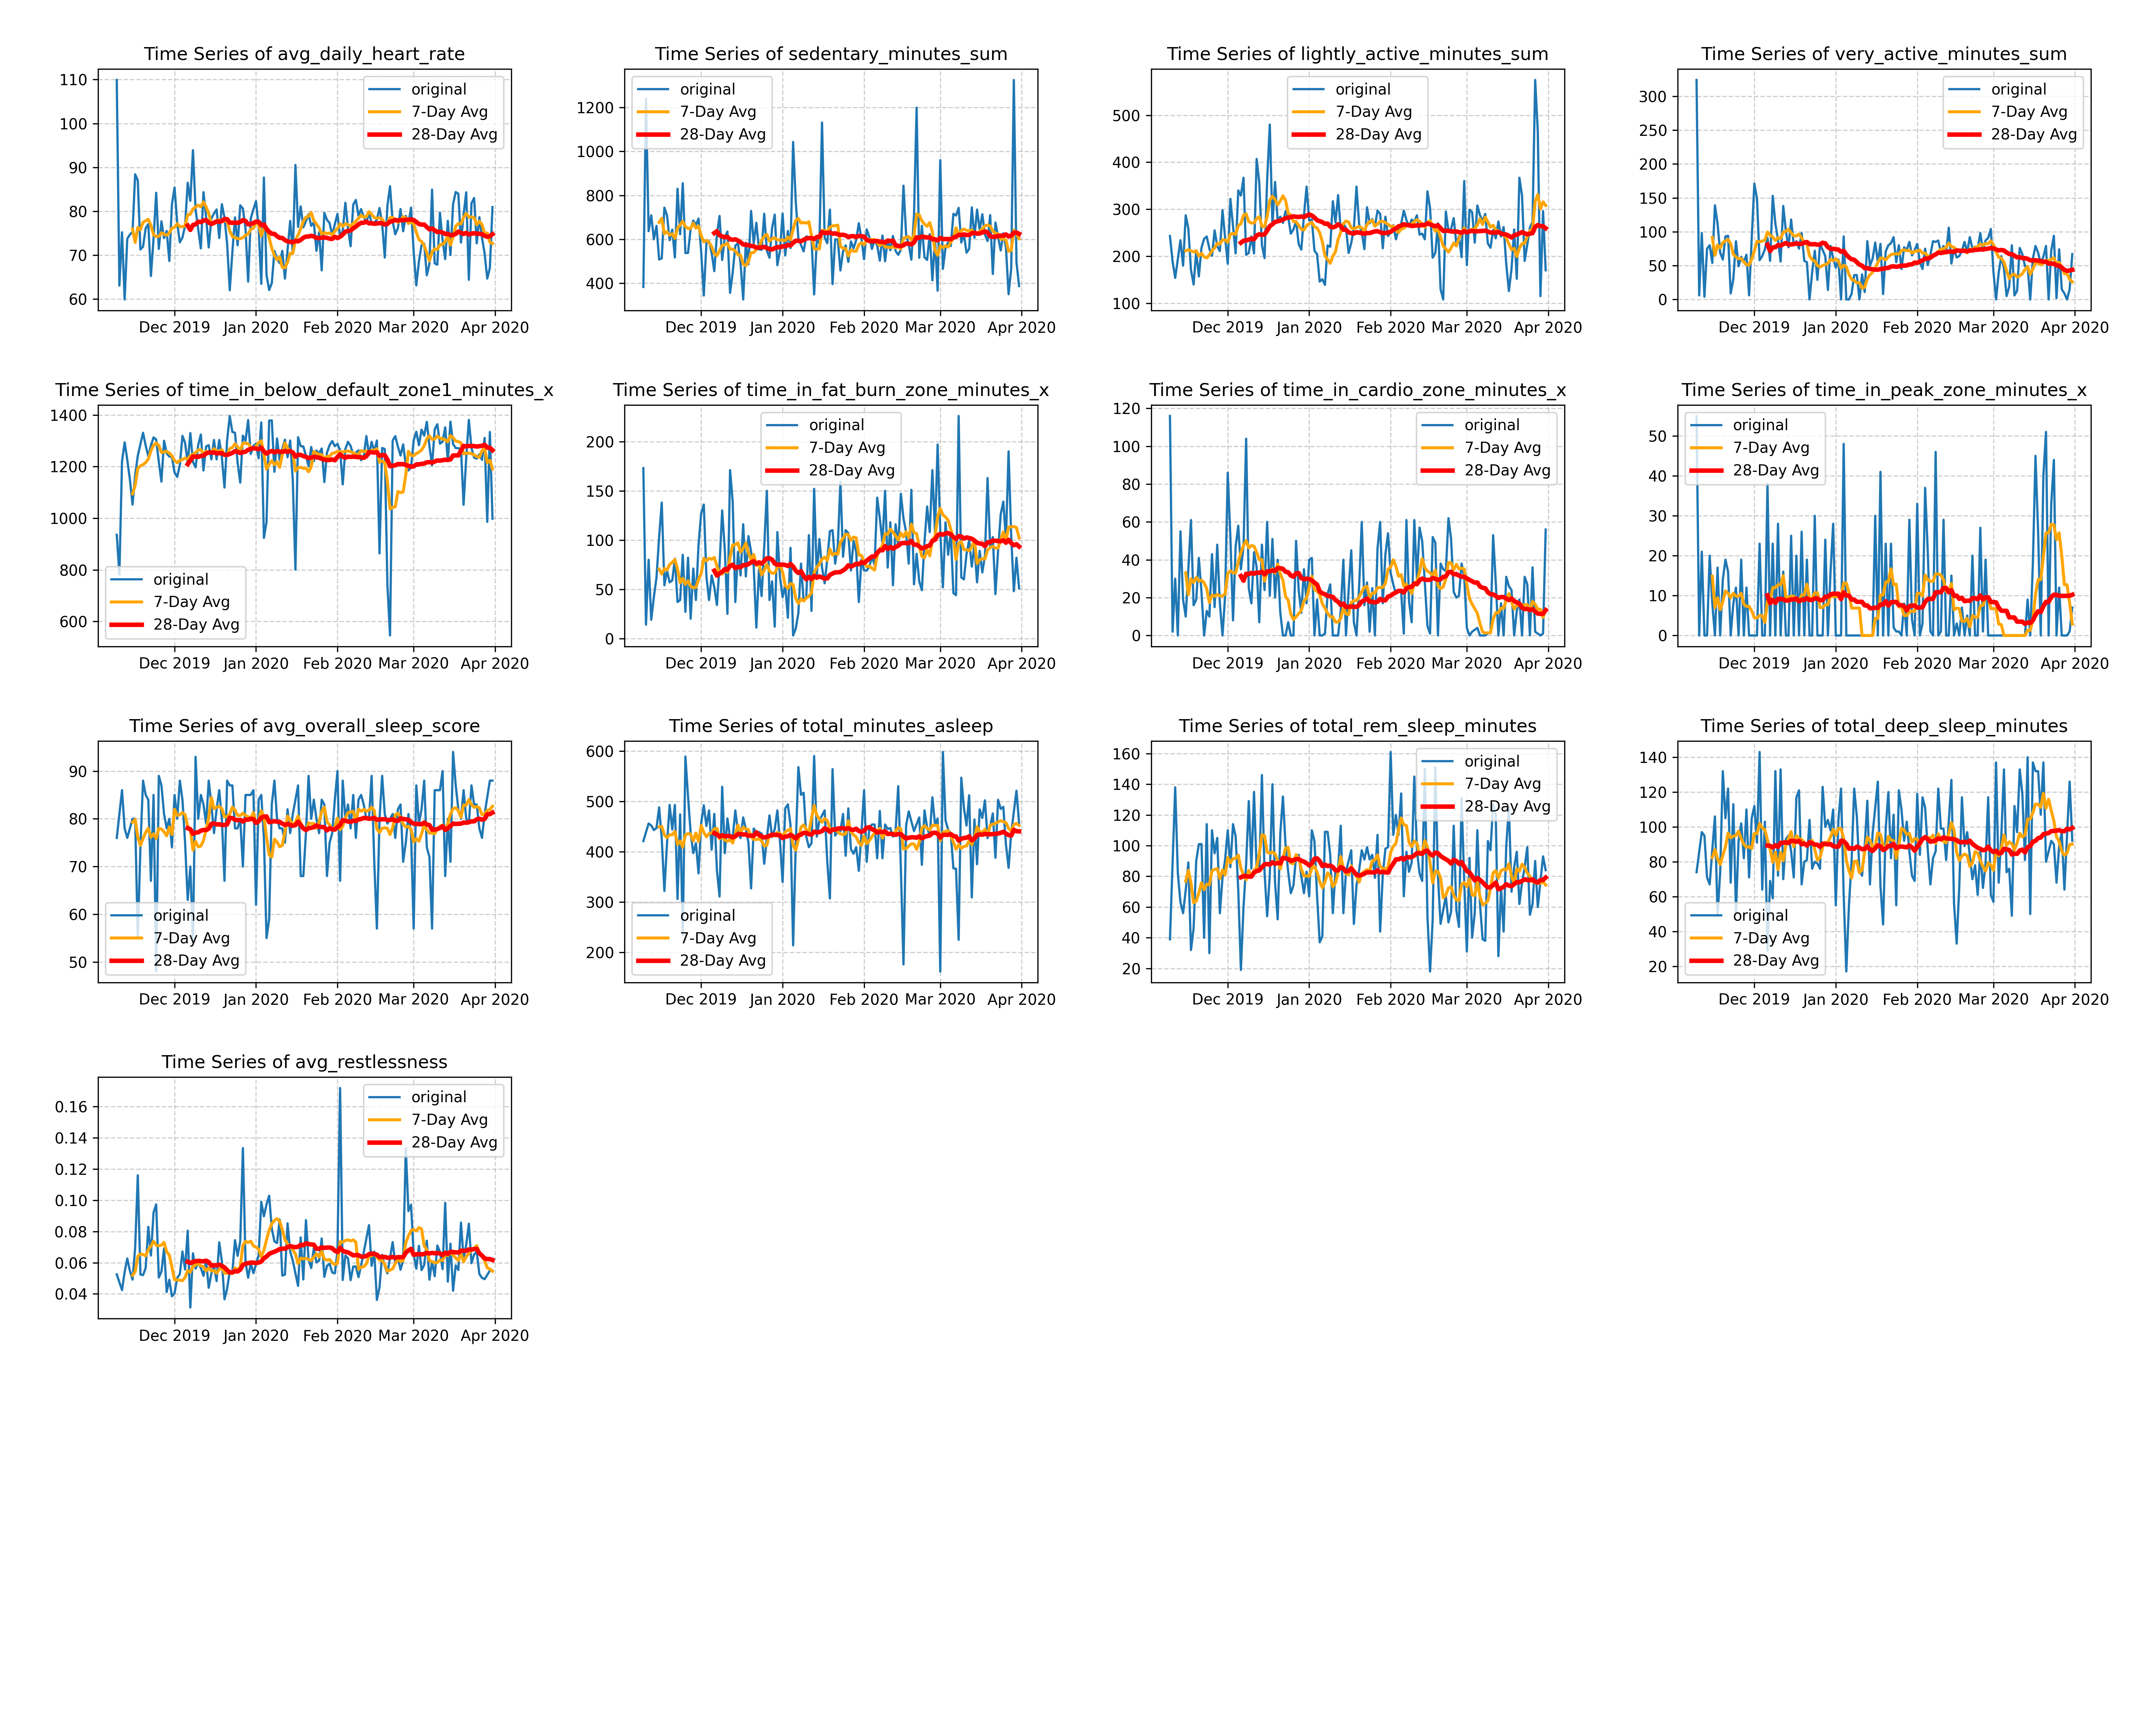 Time Series of avg_daily_heart_rate
110
100
90
80
70
60
original
7-Day Avg
28-Day Avg
Dec 2019 Jan 2020 Feb 2020 Mar 2020 Apr 2020
Time Series of sedentary_minutes_sum
1200
1000
800
600
400
original
7-Day Avg
28-Day Avg
Dec 2019 Jan 2020 Feb 2020 Mar 2020 Apr 2020
Time Series of lightly_active_minutes_sum
500
400
300
200
100
original
7-Day Avg
28-Day Avg
Dec 2019 Jan 2020 Feb 2020 Mar 2020 Apr 2020
Time Series of very_active_minutes_sum
300
250
200
150
100
50
0
original
7-Day Avg
28-Day Avg
Dec 2019 Jan 2020 Feb 2020 Mar 2020 Apr 2020
Time Series of time_in_below_default_zone1_minutes_x
1400
1200
1000
800
600
original
7-Day Avg
28-Day Avg
Dec 2019 Jan 2020 Feb 2020 Mar 2020 Apr 2020
Time Series of time_in_fat_burn_zone_minutes_x
200
150
100
50
0
original
7-Day Avg
28-Day Avg
Dec 2019 Jan 2020 Feb 2020 Mar 2020 Apr 2020
Time Series of time_in_cardio_zone_minutes_x
120
100
80
60
40
20
0
original
7-Day Avg
28-Day Avg
Dec 2019 Jan 2020 Feb 2020 Mar 2020 Apr 2020
Time Series of time_in_peak_zone_minutes_x
50
40
30
20
10
0
original
7-Day Avg
28-Day Avg
Dec 2019 Jan 2020 Feb 2020 Mar 2020 Apr 2020
Time Series of avg_overall_sleep_score
90
80
70
60
50
original
7-Day Avg
28-Day Avg
Dec 2019 Jan 2020 Feb 2020 Mar 2020 Apr 2020
Time Series of total_minutes_asleep
600
500
400
300
200
original
7-Day Avg
28-Day Avg
Dec 2019 Jan 2020 Feb 2020 Mar 2020 Apr 2020
Time Series of total_rem_sleep_minutes
160
140
120
100
80
60
40
20
original
7-Day Avg
28-Day Avg
Dec 2019 Jan 2020 Feb 2020 Mar 2020 Apr 2020
Time Series of total_deep_sleep_minutes
140
120
100
80
60
40
20
original
7-Day Avg
28-Day Avg
Dec 2019 Jan 2020 Feb 2020 Mar 2020 Apr 2020
Time Series of avg_restlessness
0.16
0.14
0.12
0.10
0.08
0.06
0.04
original
7-Day Avg
28-Day Avg
Dec 2019 Jan 2020 Feb 2020 Mar 2020 Apr 2020